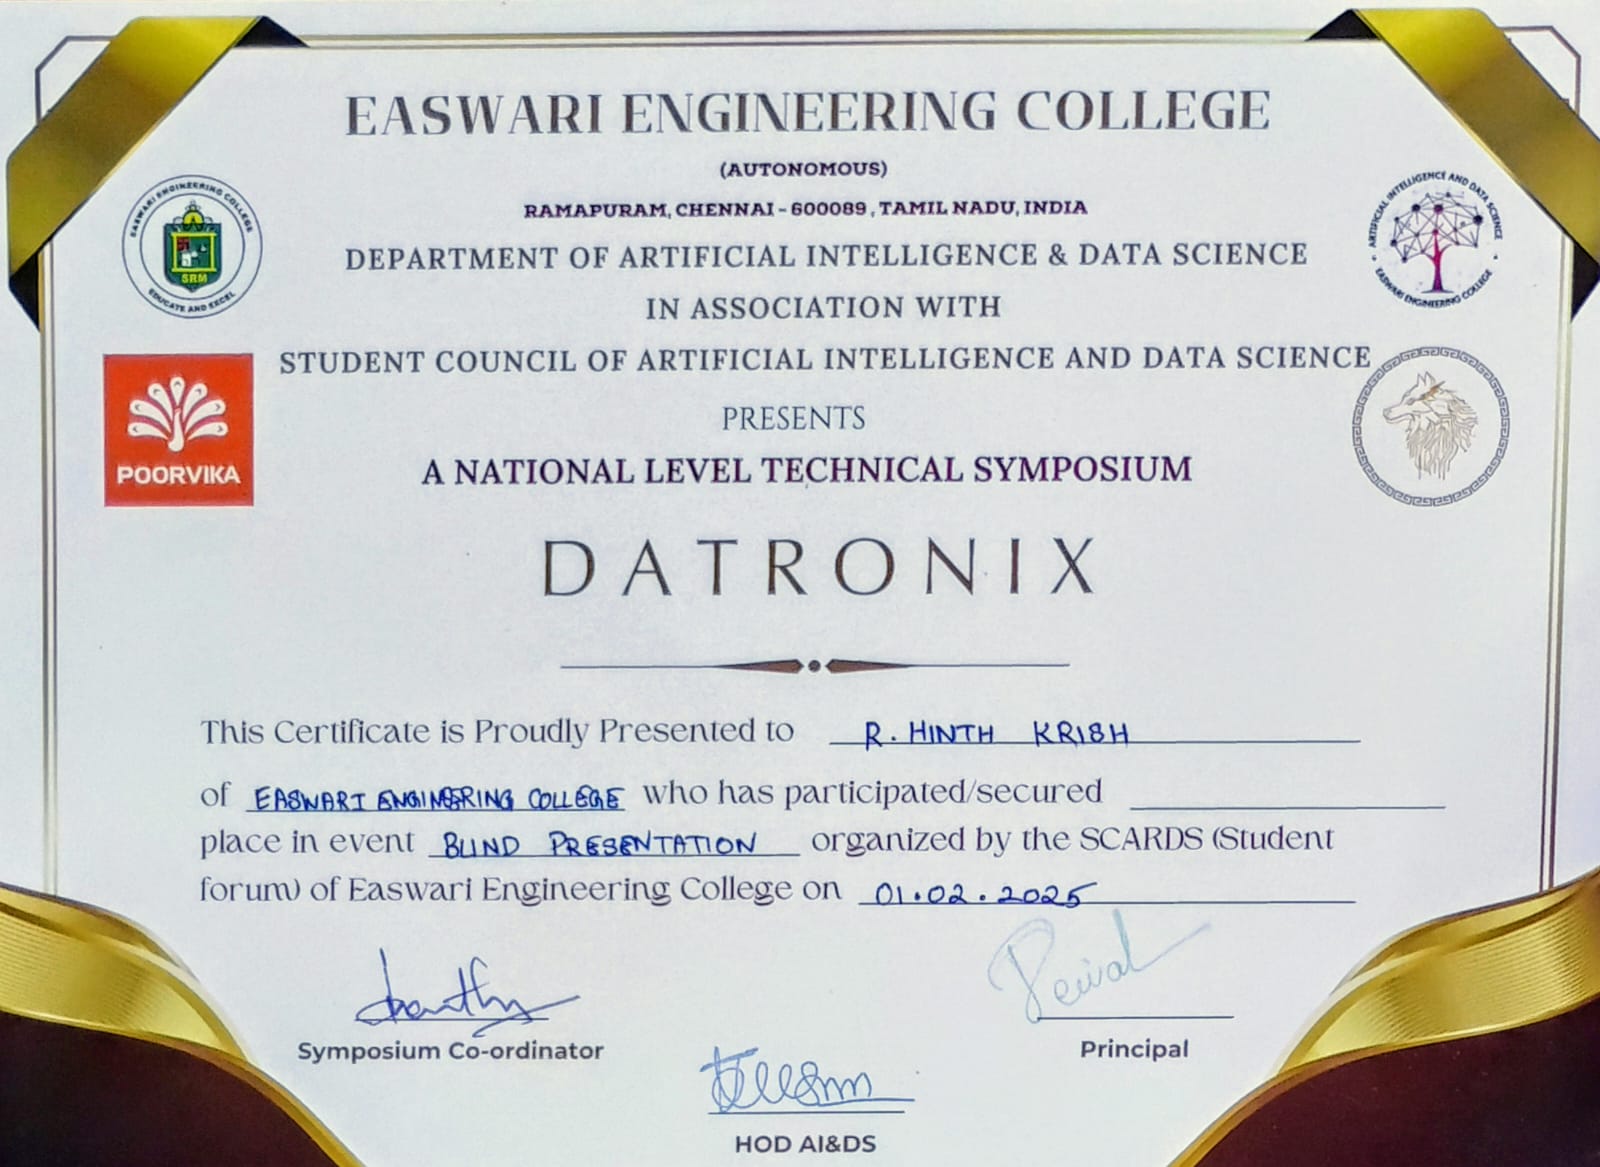 EASWARI ENGINEERING COLLEGE
(AUTONOMOUS)
RAMAPURAM, CHENNAI - 600089, TAMIL NADU, INDIA
EASWARI ENGINEERING COLLEGE
SRM
EDUCATE AND EXCEL
ARTIFICIAL INTELLIGENCE AND DATA SCIENCE
EASWARI ENGINEERING COLLEGE
DEPARTMENT OF ARTIFICIAL INTELLIGENCE & DATA SCIENCE
IN ASSOCIATION WITH
STUDENT COUNCIL OF ARTIFICIAL INTELLIGENCE AND DATA SCIENCE
POORVIKA
PRESENTS
A NATIONAL LEVEL TECHNICAL SYMPOSIUM
DATRONIX
This Certificate is Proudly Presented to R. HINTH KRISH
of EASWARI ENGINEERING COLLEGE who has participated/secured
place in event BLIND PRESENTATION organized by the SCARDS (Student
forum) of Easwari Engineering College on 01.02.2025
Symposium Co-ordinator
Principal
HOD AI&DS